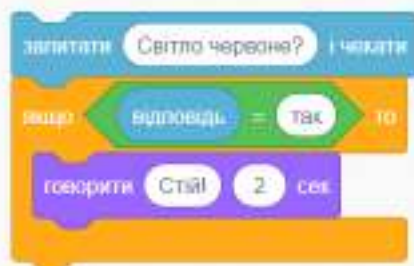 запитати Світло червоне? і чекати
якщо відповідь = так то
говорити Стій! 2 сек